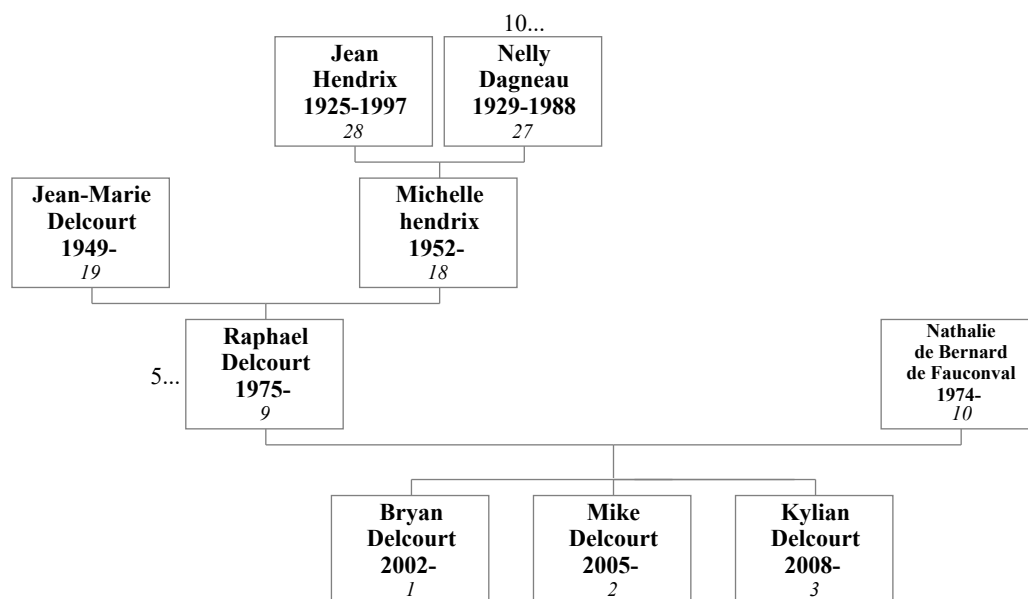 10...
Jean
Hendrix
1925-1997
28
Nelly
Dagneau
1929-1988
27
Jean-Marie
Delcourt
1949-
19
Michelle
hendrix
1952-
18
5...
Raphael
Delcourt
1975-
9
Nathalie
de Bernard
de Fauconval
1974-
10
Bryan
Delcourt
2002-
1
Mike
Delcourt
2005-
2
Kylian
Delcourt
2008-
3